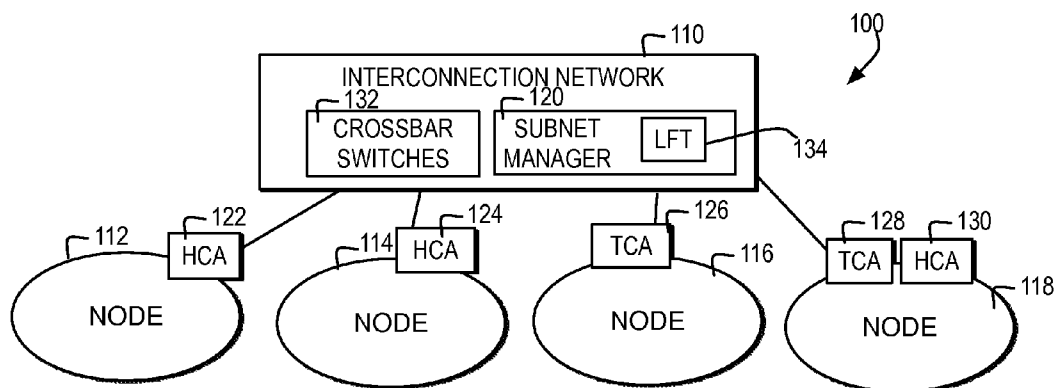 100
110
INTERCONNECTION NETWORK
132
120
CROSSBAR
SWITCHES
SUBNET
MANAGER
LFT
134
112
122
HCA
114
124
HCA
126
TCA
116
128
TCA
130
HCA
118
NODE
NODE
NODE
NODE